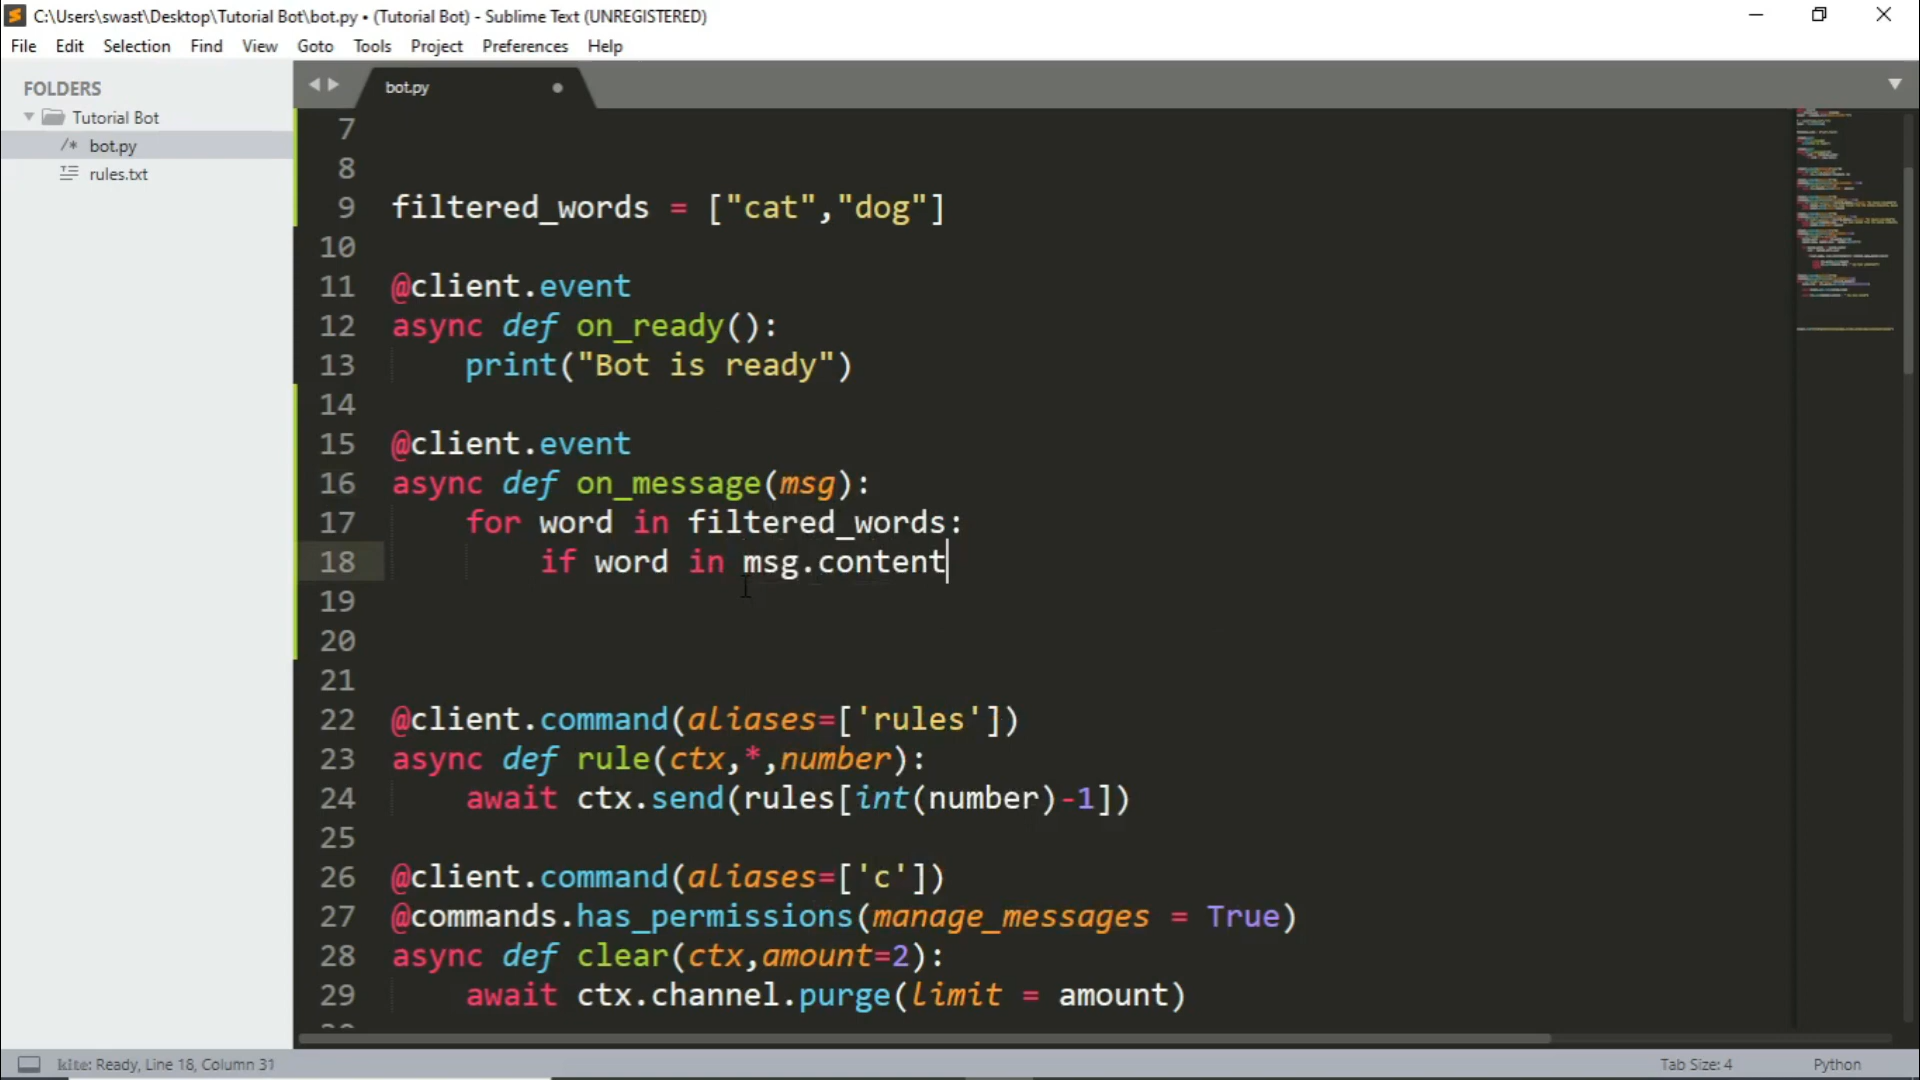 C:\Users\swast\Desktop\Tutorial Bot\bot.py • (Tutorial Bot) - Sublime Text (UNREGISTERED)
File Edit Selection Find View Goto Tools Project Preferences Help
FOLDERS
Tutorial Bot
/* bot.py
rules.txt
bot.py
7
8
9 filtered_words = ["cat","dog"]
10
11 @client.event
12 async def on_ready():
13     print("Bot is ready")
14
15 @client.event
16 async def on_message(msg):
17     for word in filtered_words:
18         if word in msg.content
19
20
21
22 @client.command(aliases=['rules'])
23 async def rule(ctx,*,number):
24     await ctx.send(rules[int(number)-1])
25
26 @client.command(aliases=['c'])
27 @commands.has_permissions(manage_messages = True)
28 async def clear(ctx,amount=2):
29     await ctx.channel.purge(limit = amount)
kite: Ready, Line 18, Column 31
Tab Size: 4
Python